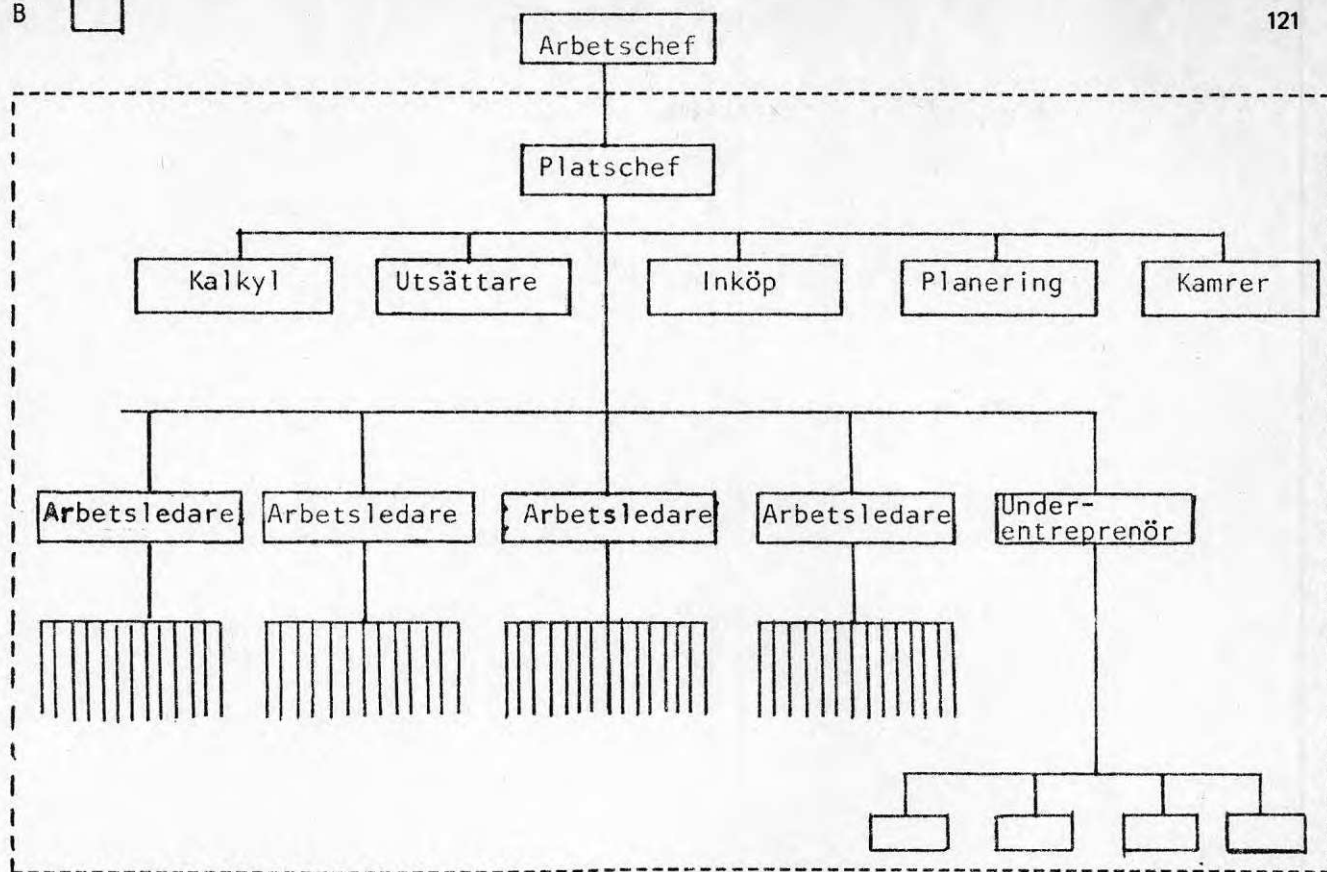 B
121
Arbetschef
Platschef
Kalkyl
Utsättare
Inköp
Planering
Kamrer
Arbetsledare
Arbetsledare
Arbetsledare
Arbetsledare
Under-
entreprenör